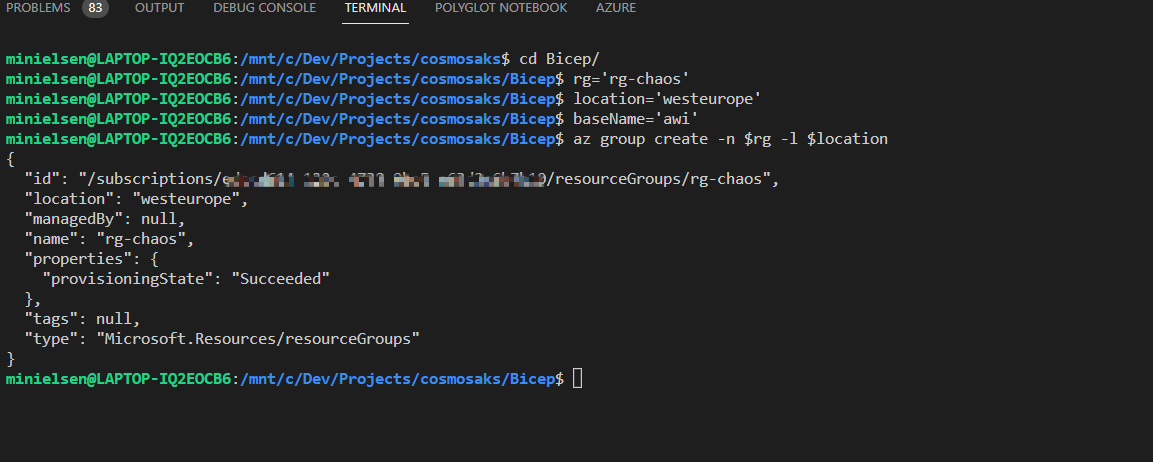 PROBLEMS 83 OUTPUT DEBUG CONSOLE TERMINAL POLYGLOT NOTEBOOK AZURE
minielsen@LAPTOP-IQ2EOCB6:/mnt/c/Dev/Projects/cosmosaks$ cd Bicep/
minielsen@LAPTOP-IQ2EOCB6:/mnt/c/Dev/Projects/cosmosaks/Bicep$ rg='rg-chaos'
minielsen@LAPTOP-IQ2EOCB6:/mnt/c/Dev/Projects/cosmosaks/Bicep$ location='westeurope'
minielsen@LAPTOP-IQ2EOCB6:/mnt/c/Dev/Projects/cosmosaks/Bicep$ baseName='awi'
minielsen@LAPTOP-IQ2EOCB6:/mnt/c/Dev/Projects/cosmosaks/Bicep$ az group create -n $rg -l $location
{
  "id": "/subscriptions/ /resourceGroups/rg-chaos",
  "location": "westeurope",
  "managedBy": null,
  "name": "rg-chaos",
  "properties": {
    "provisioningState": "Succeeded"
  },
  "tags": null,
  "type": "Microsoft.Resources/resourceGroups"
}
minielsen@LAPTOP-IQ2EOCB6:/mnt/c/Dev/Projects/cosmosaks/Bicep$